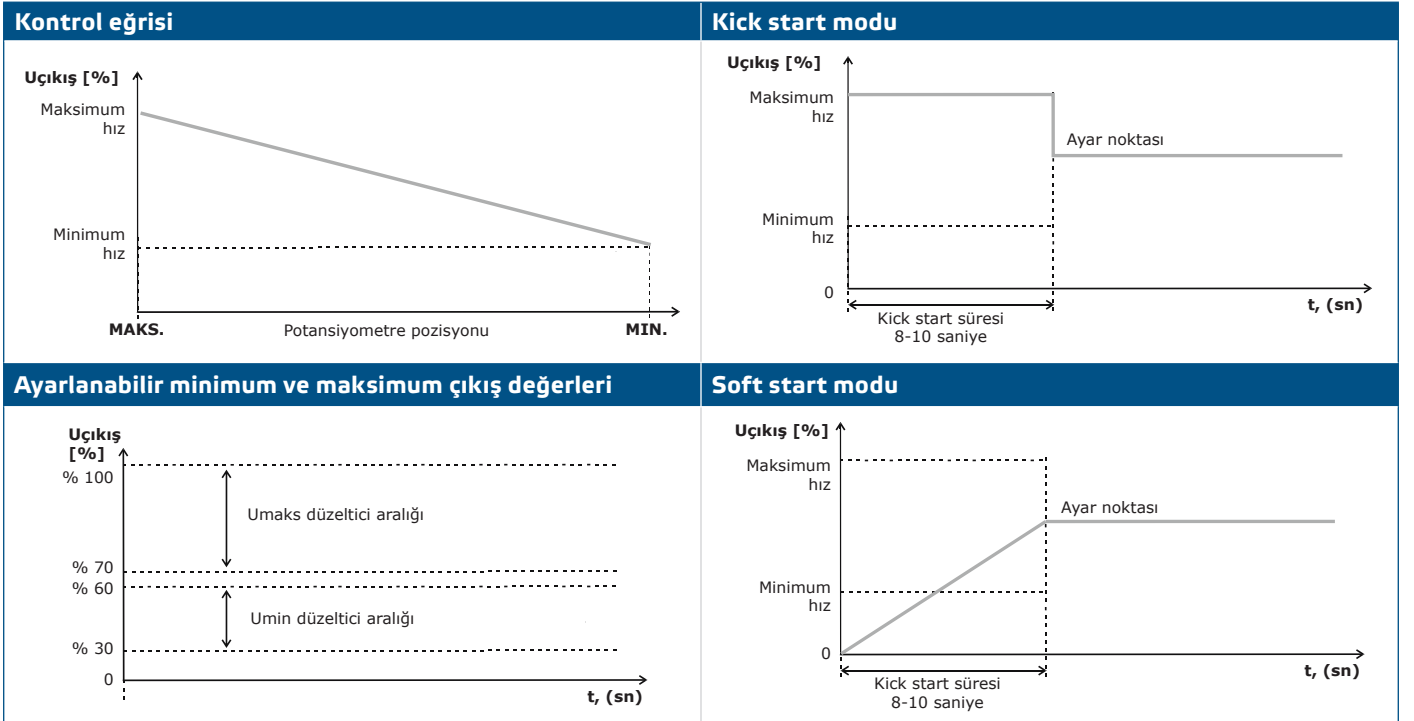 Kontrol eğrisi
Uçıkış [%]
Maksimum
hız
Minimum
hız
MAKS.
Potansiyometre pozisyonu
MIN.
Kick start modu
Uçıkış [%]
Maksimum
hız
Ayar noktası
Minimum
hız
0
t, (sn)
Kick start süresi
8-10 saniye
Ayarlanabilir minimum ve maksimum çıkış değerleri
Uçıkış
[%]
% 100
Umaks düzeltici aralığı
% 70
% 60
Umin düzeltici aralığı
% 30
0
t, (sn)
Soft start modu
Uçıkış [%]
Maksimum
hız
Ayar noktası
Minimum
hız
0
t, (sn)
Kick start süresi
8-10 saniye